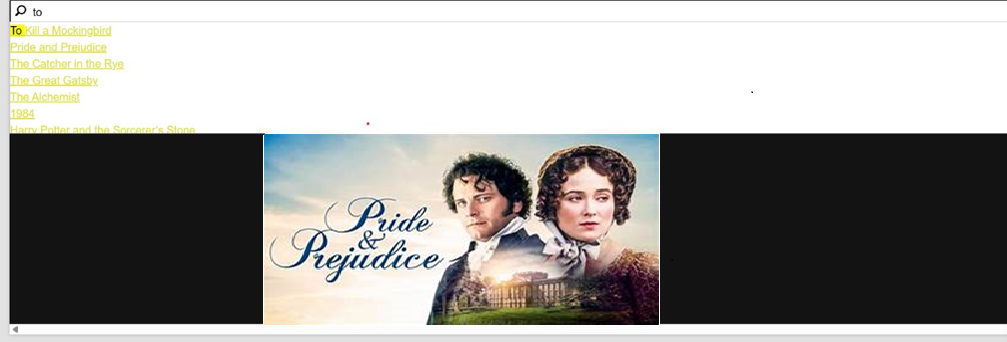 to
To Kill a Mockingbird
Pride and Prejudice
The Catcher in the Rye
The Great Gatsby
The Alchemist
1984
Harry Potter and the Sorcerer's Stone
Pride
&
Prejudice